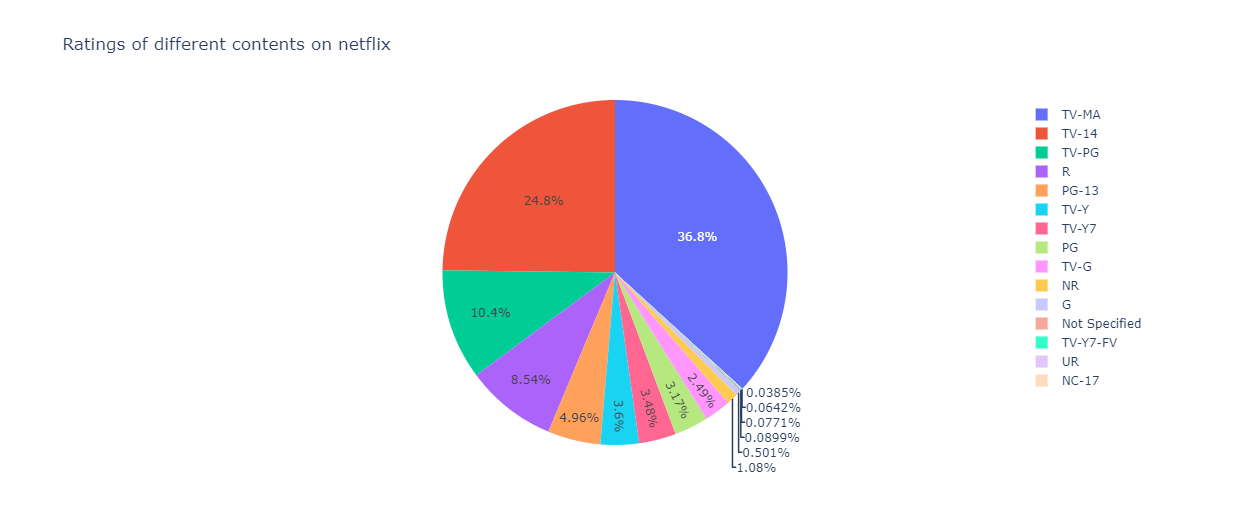 Ratings of different contents on netflix
36.8%
24.8%
10.4%
8.54%
4.96%
3.6%
3.48%
3.17%
2.49%
0.0385%
0.0642%
0.0771%
0.0899%
0.501%
1.08%
TV-MA
TV-14
TV-PG
R
PG-13
TV-Y
TV-Y7
PG
TV-G
NR
G
Not Specified
TV-Y7-FV
UR
NC-17